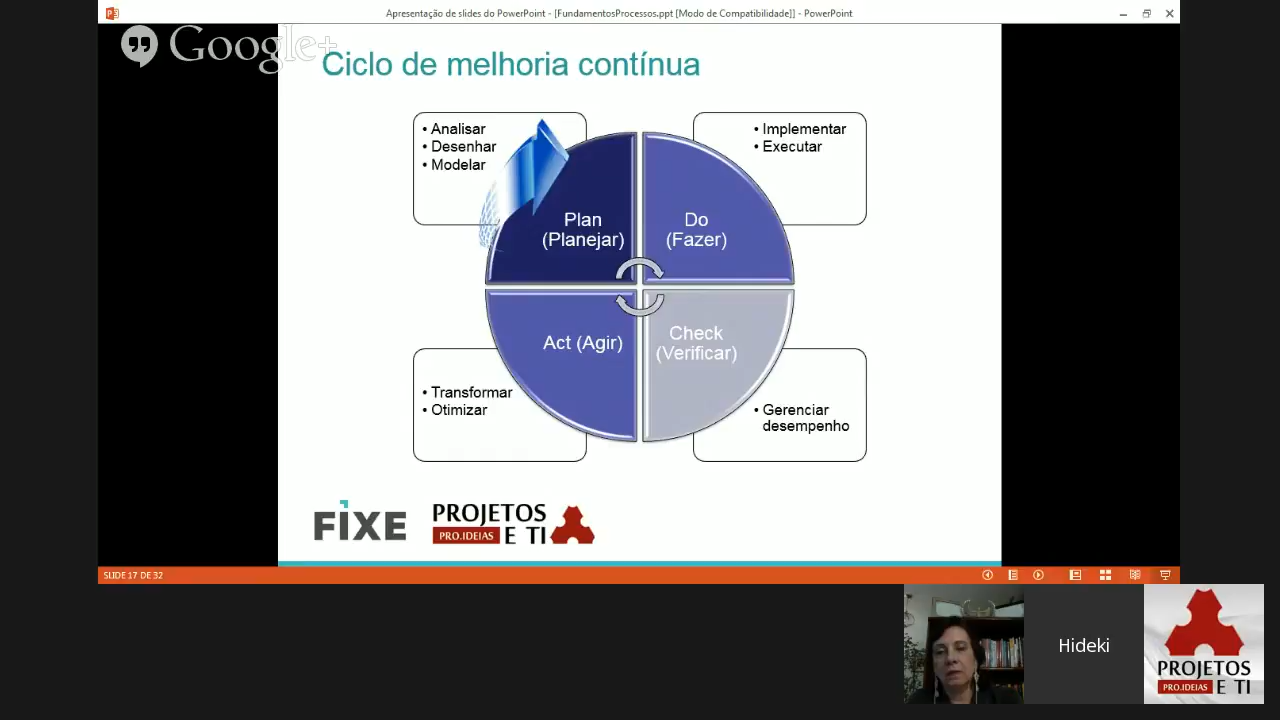 Apresentação de slides do PowerPoint - [FundamentosProcessos.ppt [Modo de Compatibilidade]] - PowerPoint
Google+
Ciclo de melhoria contínua
• Analisar
• Desenhar
• Modelar
• Implementar
• Executar
Plan
(Planejar)
Do
(Fazer)
Act (Agir)
Check
(Verificar)
• Transformar
• Otimizar
• Gerenciar
desempenho
FIXE
PROJETOS
PRO.IDEIAS E TI
SLIDE 17 DE 32
Hideki
PROJETOS
PRO.IDEIAS E TI